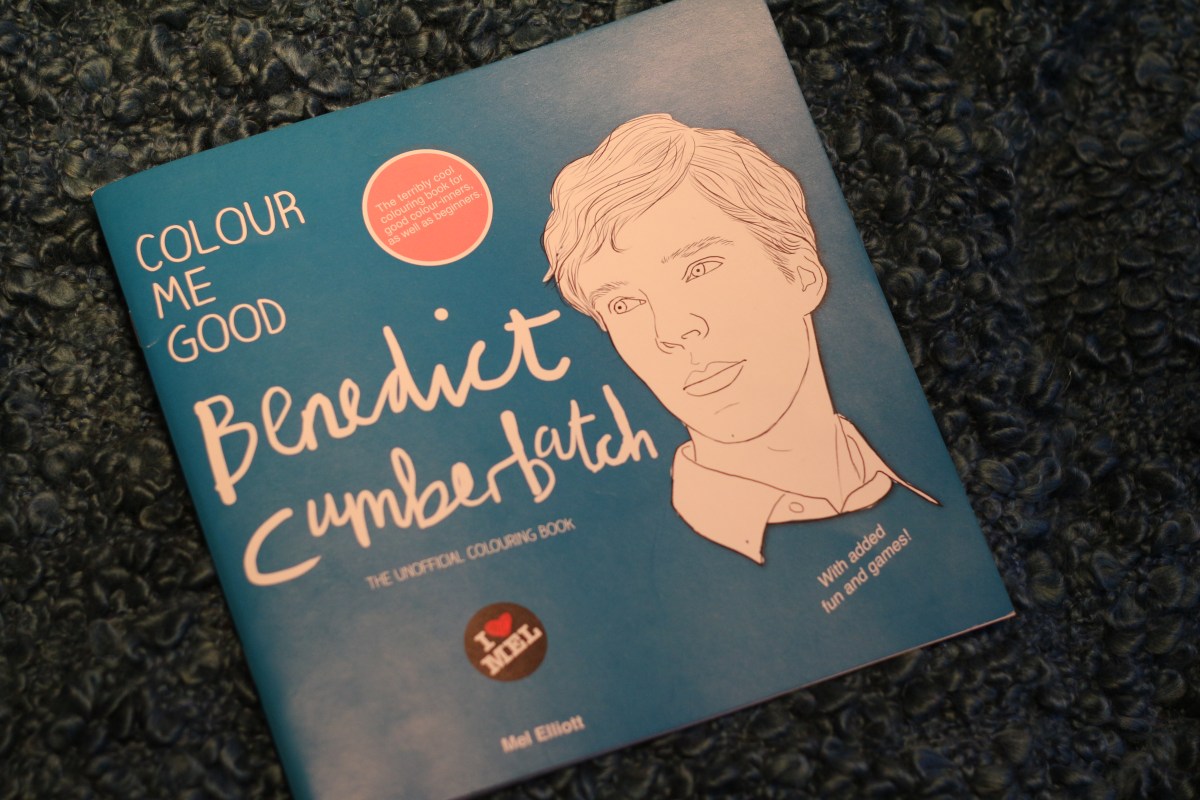 COLOUR
ME
GOOD
The terribly cool
colouring book for
good colour-inners,
as well as beginners.
Benedict
Cumberbatch
THE UNOFFICIAL COLOURING BOOK
With added
fun and games!
I ♥
MEL
Mel Elliott